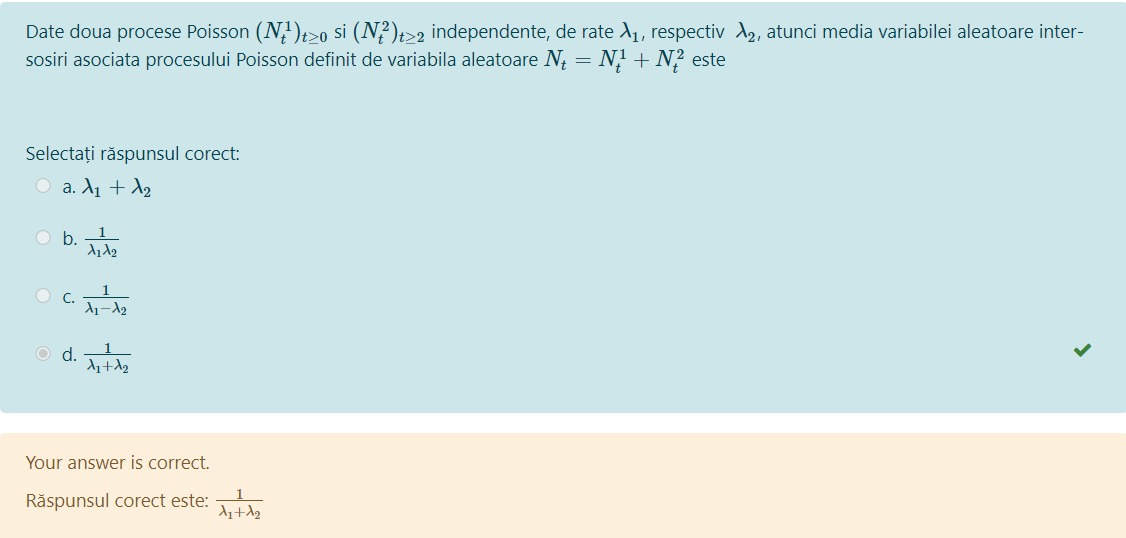 Date doua procese Poisson $(N_t^1)_{t \geq 0}$ si $(N_t^2)_{t \geq 2}$ independente, de rate $\lambda_1$, respectiv $\lambda_2$, atunci media variabilei aleatoare inter-
sosiri asociata procesului Poisson definit de variabila aleatoare $N_t = N_t^1 + N_t^2$ este
Selectați răspunsul corect:
a. $\lambda_1 + \lambda_2$
b. $\frac{1}{\lambda_1 \lambda_2}$
c. $\frac{1}{\lambda_1 - \lambda_2}$
d. $\frac{1}{\lambda_1 + \lambda_2}$
Your answer is correct.
Răspunsul corect este: $\frac{1}{\lambda_1 + \lambda_2}$